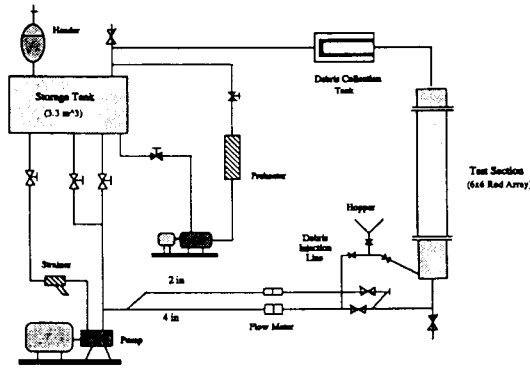 Header
Storage Tank
(3.3 m^3)
Debris Collection
Tank
Preheater
Test Section
(6x6 Rod Array)
Hopper
Debris
Injection
Line
Strainer
2 in
4 in
Flow Meter
Pump